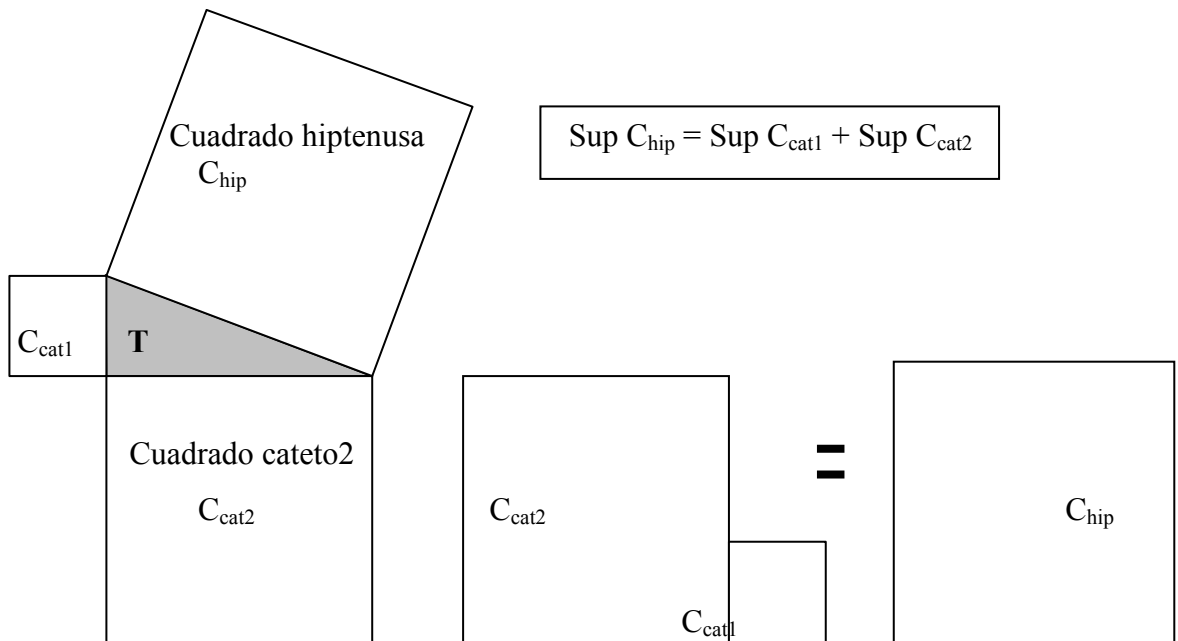 Cuadrado hiptenusa
C_hip
Sup C_hip = Sup C_cat1 + Sup C_cat2
C_cat1
T
Cuadrado cateto2
C_cat2
C_cat2
C_cat1
=
C_hip